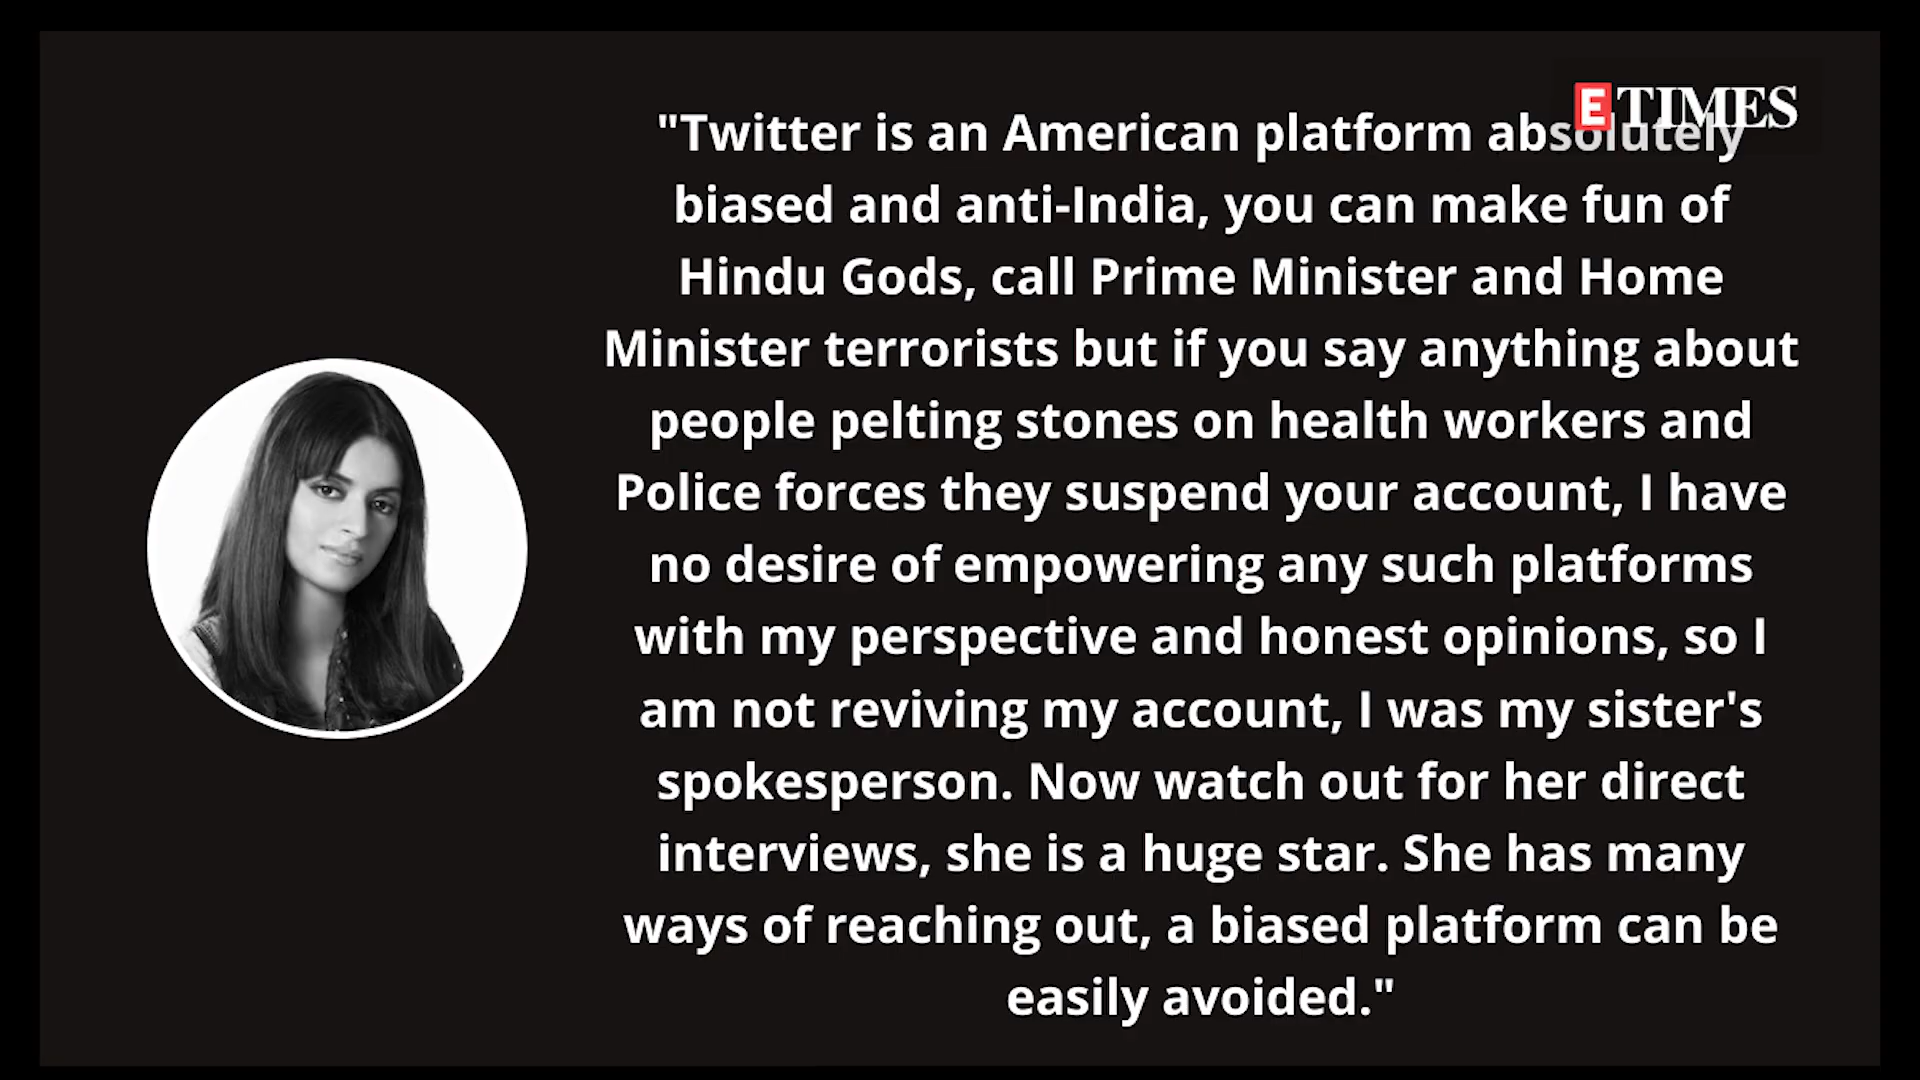 ETIMES
"Twitter is an American platform absolutely
biased and anti-India, you can make fun of
Hindu Gods, call Prime Minister and Home
Minister terrorists but if you say anything about
people pelting stones on health workers and
Police forces they suspend your account, I have
no desire of empowering any such platforms
with my perspective and honest opinions, so I
am not reviving my account, I was my sister's
spokesperson. Now watch out for her direct
interviews, she is a huge star. She has many
ways of reaching out, a biased platform can be
easily avoided."